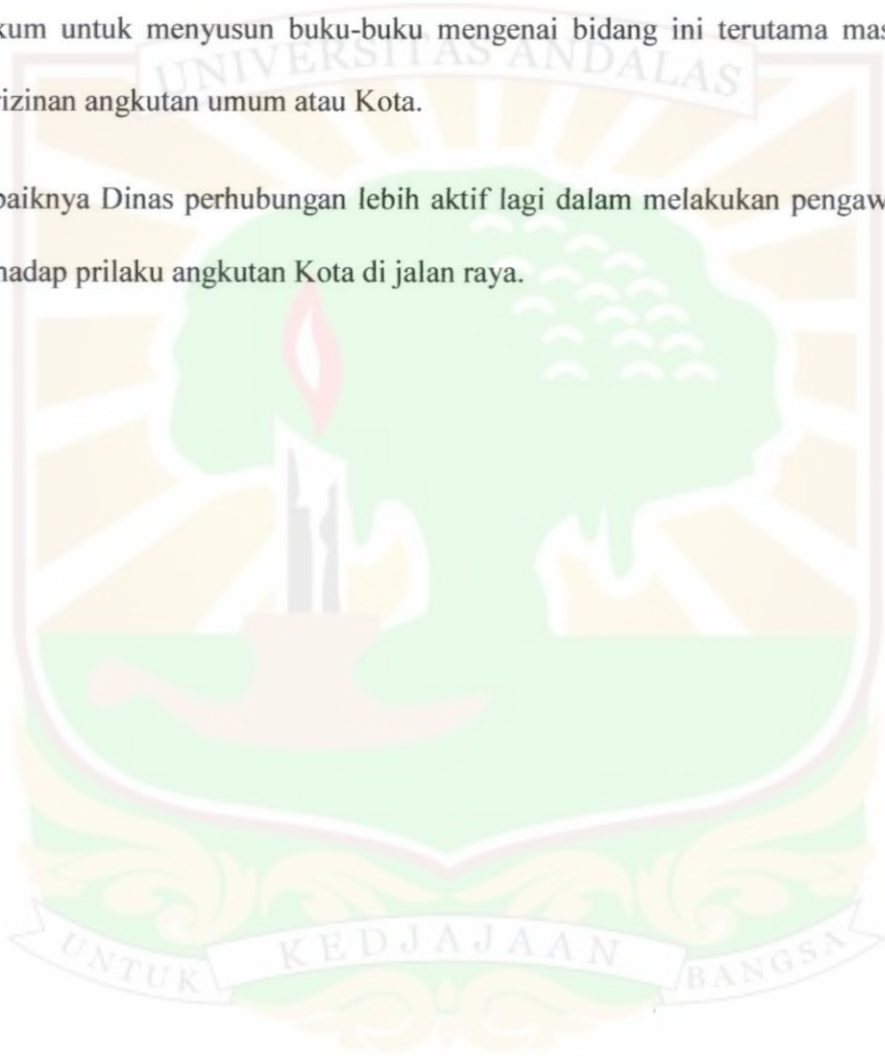 kum untuk menyusun buku-buku mengenai bidang ini terutama mas
UNIVERSITAS ANDALAS
izinan angkutan umum atau Kota.
baiknya Dinas perhubungan lebih aktif lagi dalam melakukan pengaw
hadap prilaku angkutan Kota di jalan raya.
UNTUK KEDJAJAAN BANGSA